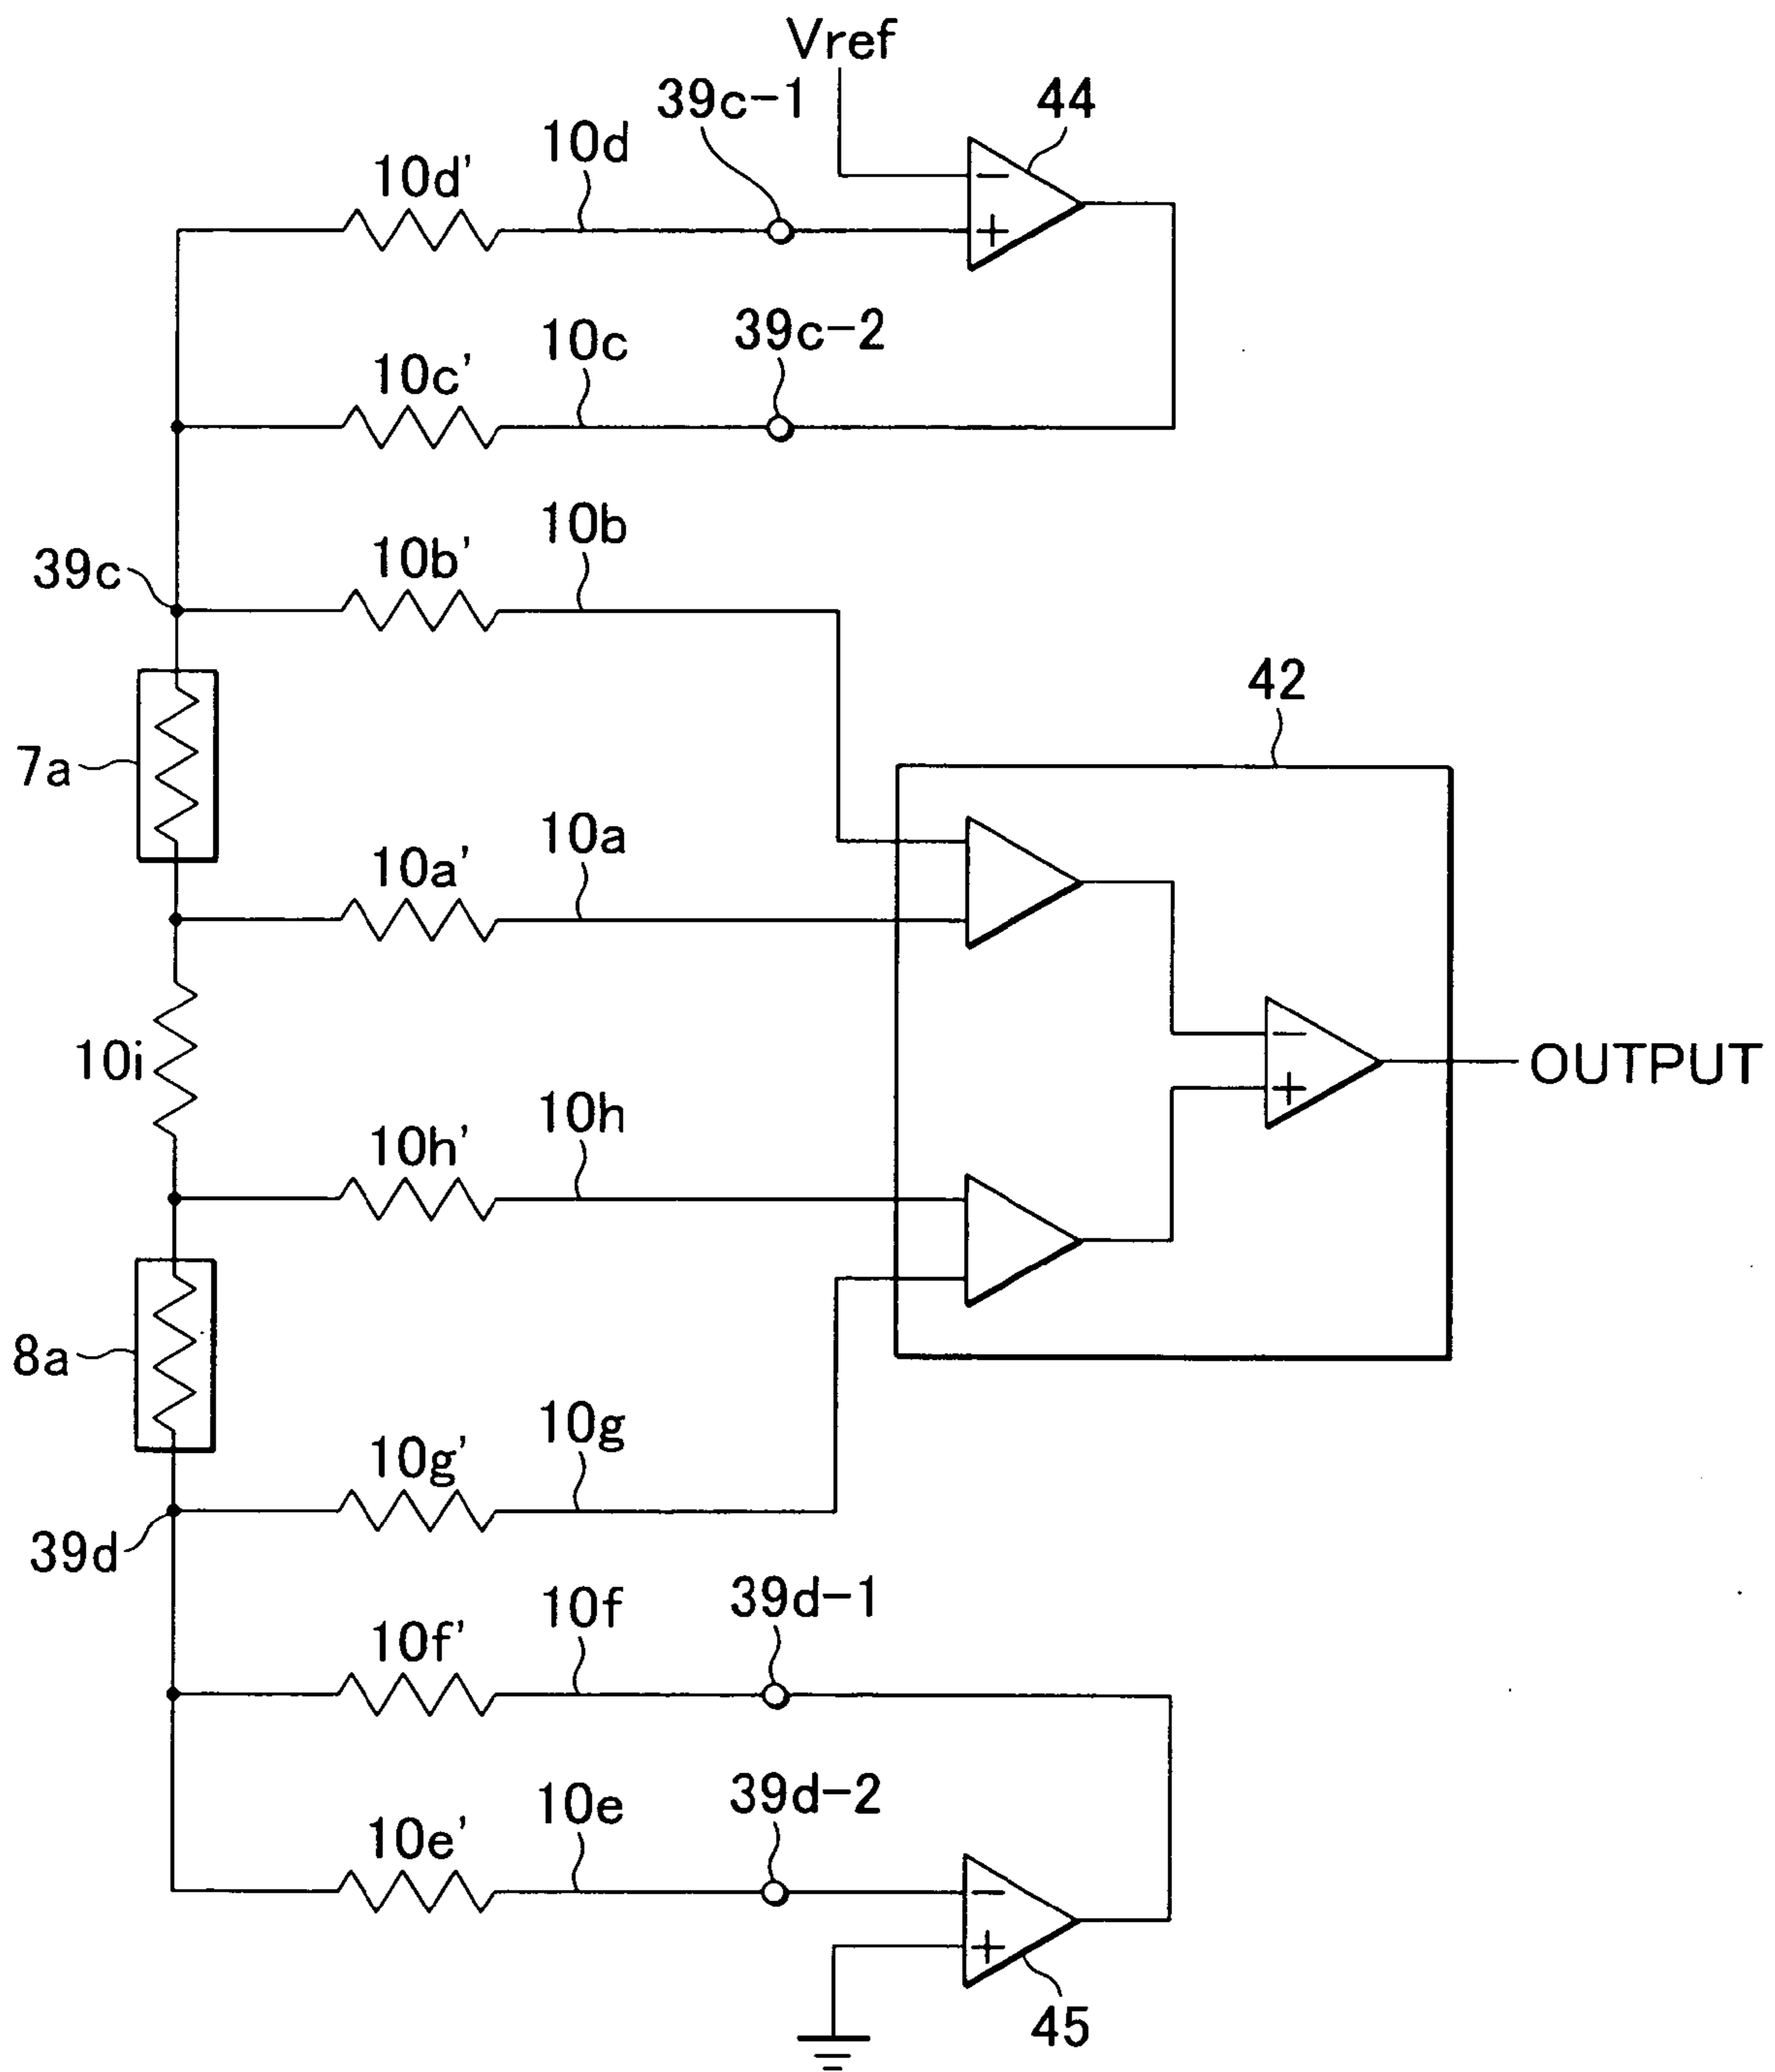 Vref
39c-1
44
10d
10d'
−
+
39c-2
10c
10c'
10b
10b'
39c
42
7a
10a
10a'
−
10i
OUTPUT
+
10h
10h'
8a
10g
10g'
39d
39d-1
10f
10f'
39d-2
10e
10e'
−
+
45